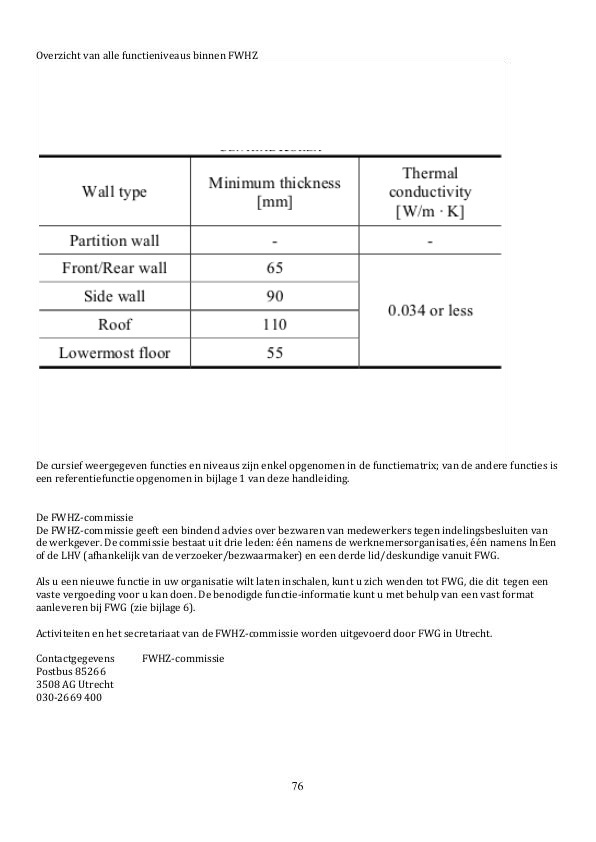 Overzicht van alle functieniveaus binnen FWHZ
Wall type Minimum thickness [mm] Thermal conductivity [W/m · K]
Partition wall - -
Front/Rear wall 65 0.034 or less
Side wall 90
Roof 110
Lowermost floor 55
De cursief weergegeven functies en niveaus zijn enkel opgenomen in de functiematrix; van de andere functies is
een referentiefunctie opgenomen in bijlage 1 van deze handleiding.
De FWHZ-commissie
De FWHZ-commissie geeft een bindend advies over bezwaren van medewerkers tegen indelingsbesluiten van
de werkgever. De commissie bestaat uit drie leden: één namens de werknemersorganisaties, één namens InEen
of de LHV (afhankelijk van de verzoeker/bezwaarmaker) en een derde lid/deskundige vanuit FWG.
Als u een nieuwe functie in uw organisatie wilt laten inschalen, kunt u zich wenden tot FWG, die dit tegen een
vaste vergoeding voor u kan doen. De benodigde functie-informatie kunt u met behulp van een vast format
aanleveren bij FWG (zie bijlage 6).
Activiteiten en het secretariaat van de FWHZ-commissie worden uitgevoerd door FWG in Utrecht.
Contactgegevens FWHZ-commissie
Postbus 85266
3508 AG Utrecht
030-2669 400
76